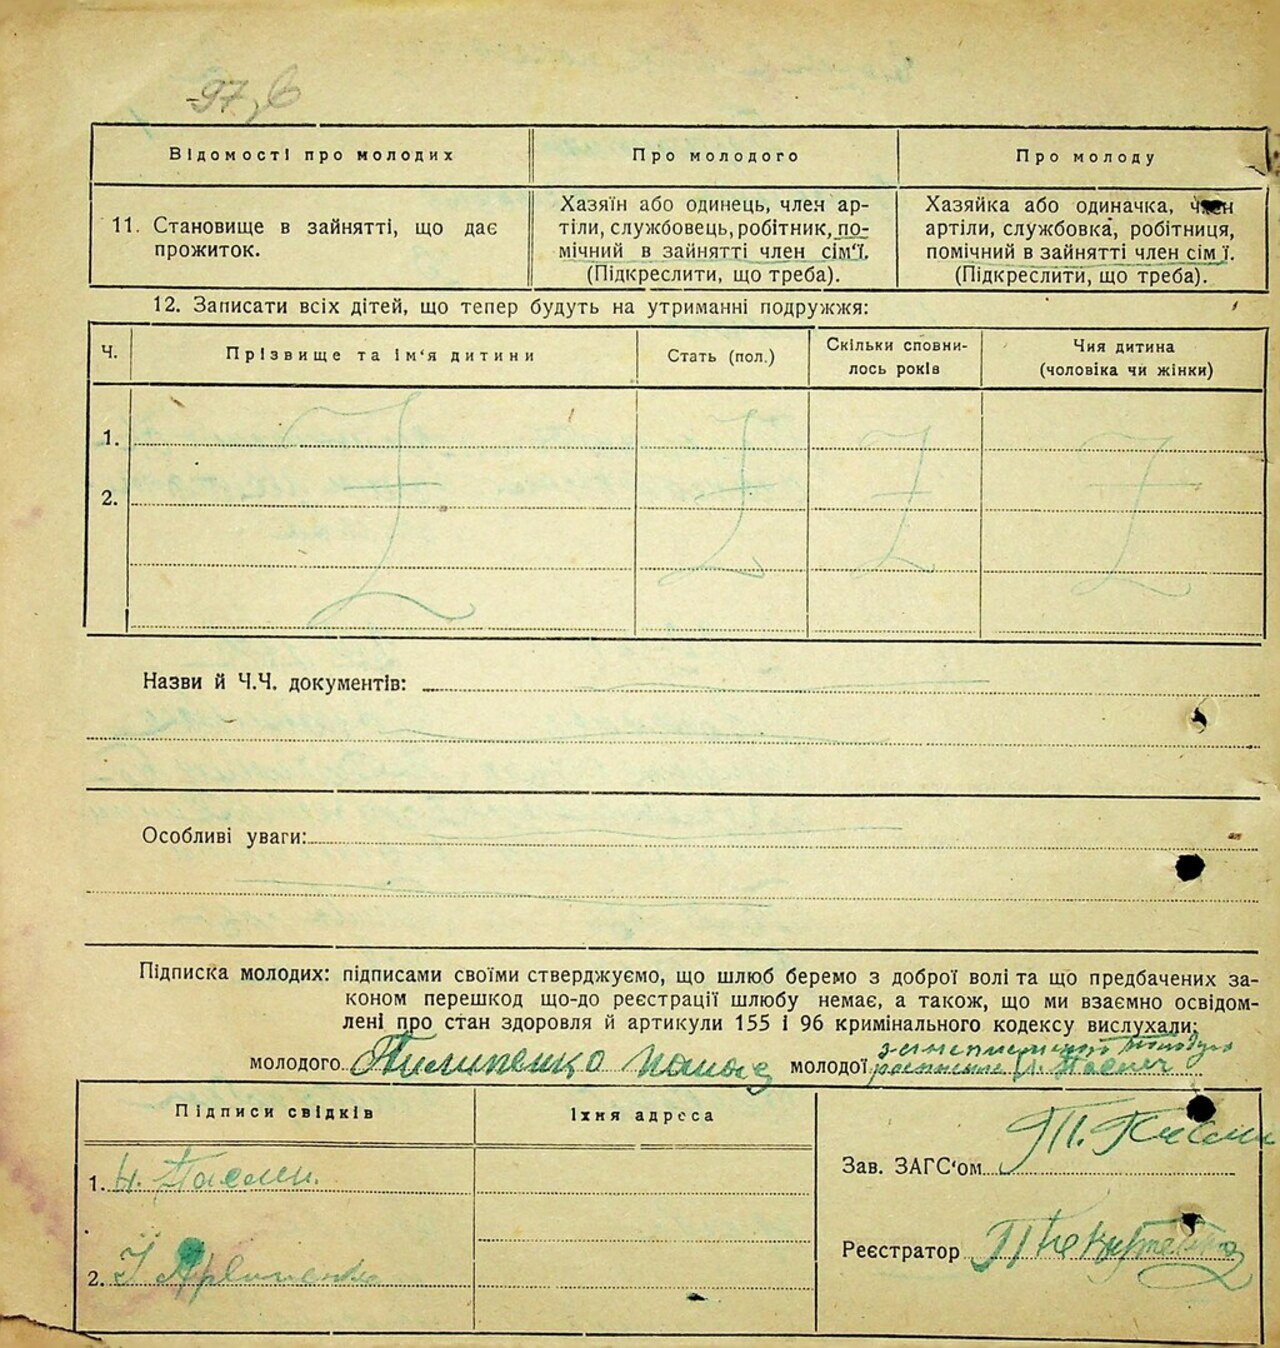 Відомості про молодих
Про молодого
Про молоду
11. Становище в зайнятті, що дає
прожиток.
Хазяїн або одинець, член ар-
тіли, службовець, робітник, по-
мічний в зайнятті член сім'ї.
(Підкреслити, що треба).
Хазяйка або одиначка, член
артіли, службовка, робітниця,
помічний в зайнятті член сім ї.
(Підкреслити, що треба).
12. Записати всіх дітей, що тепер будуть на утриманні подружжя:
Ч.
Прізвище та ім'я дитини
Стать (пол.)
Скільки сповни-
лось років
Чия дитина
(чоловіка чи жінки)
1.
2.
Назви й Ч.Ч. документів:
Особливі уваги:
Підписка молодих: підписами своїми стверджуємо, що шлюб беремо з доброї волі та що предбачених за-
коном перешкод що-до реєстрації шлюбу немає, а також, що ми взаємно освідом-
лені про стан здоровля й артикули 155 і 96 кримінального кодексу вислухали:
молодого Пилипенко Панас молодої
Підписи свідків
Їхня адреса
1. Н.
2.
Зав. ЗАГС'ом
Реєстратор